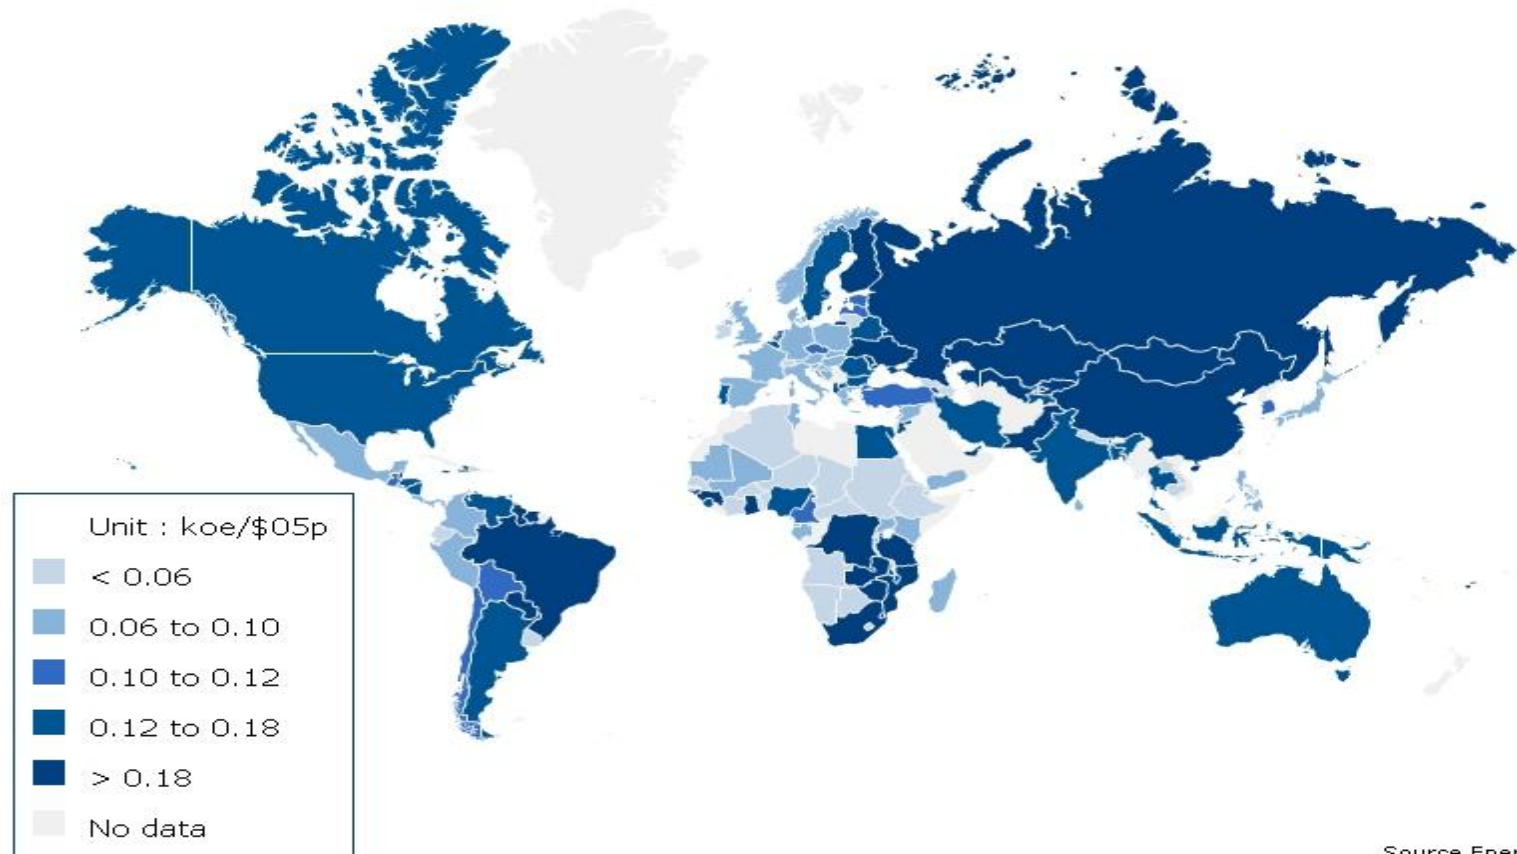 Unit : koe/$05p
< 0.06
0.06 to 0.10
0.10 to 0.12
0.12 to 0.18
> 0.18
No data
Source